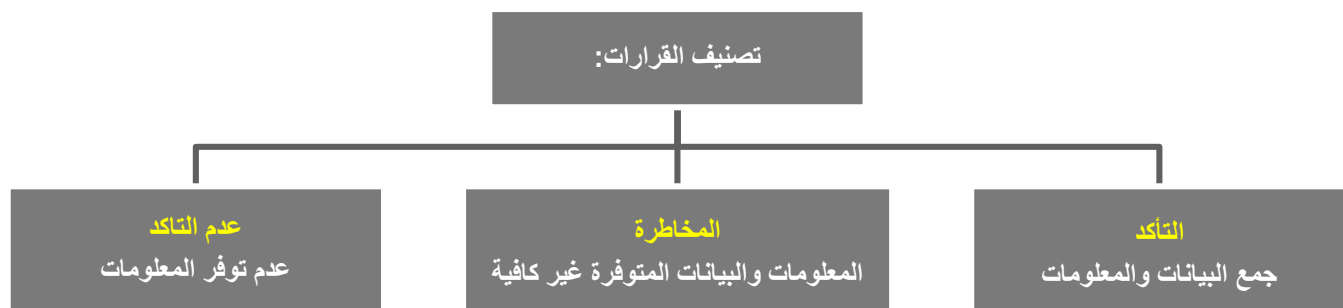 تصنيف القرارات:
التأكد
جمع البيانات والمعلومات
المخاطرة
المعلومات والبيانات المتوفرة غير كافية
عدم التاكد
عدم توفر المعلومات